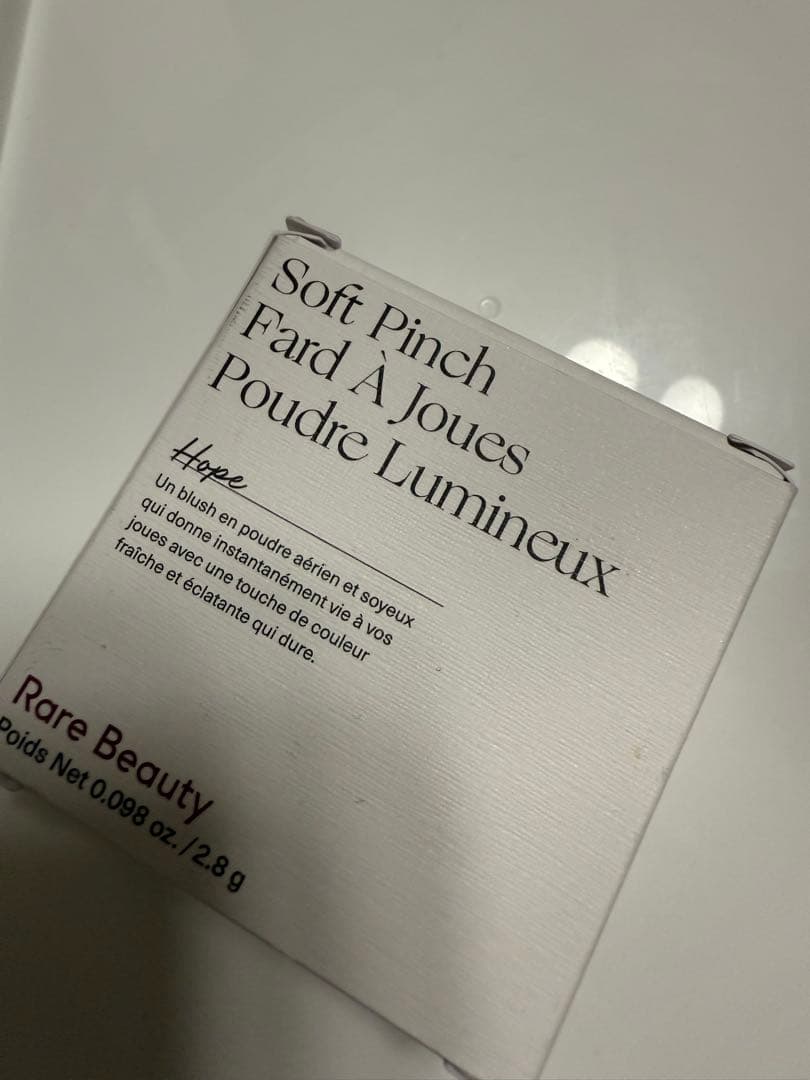 Soft Pinch
Fard À Joues
Poudre Lumineux
Hope
Un blush en poudre aérien et soyeux
qui donne instantanément vie à vos
joues avec une touche de couleur
fraîche et éclatante qui dure.
Rare Beauty
Poids Net 0.098 oz. / 2.8 g